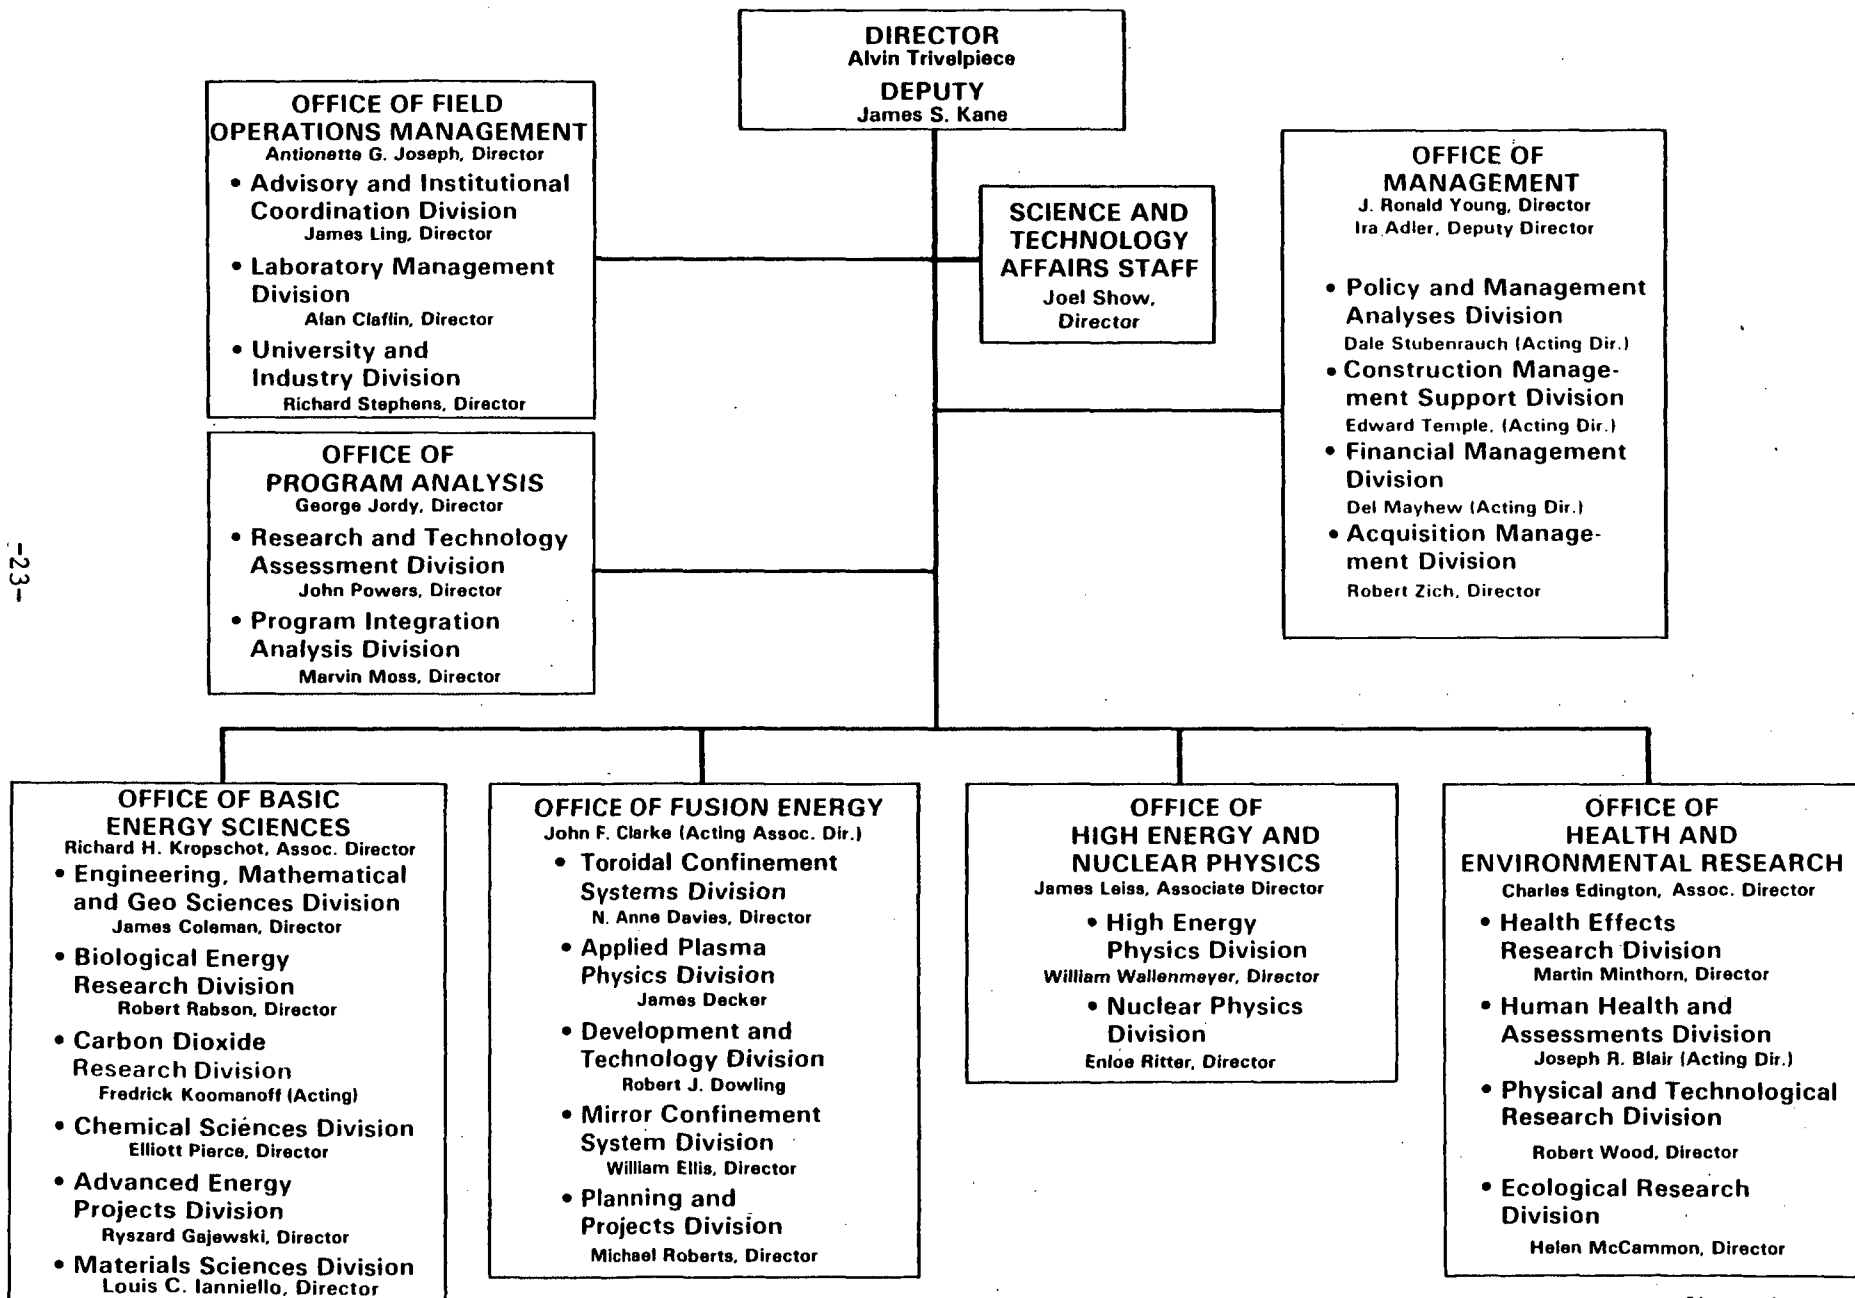 DIRECTOR
Alvin Trivelpiece
DEPUTY
James S. Kane
OFFICE OF FIELD
OPERATIONS MANAGEMENT
Antionette G. Joseph, Director
• Advisory and Institutional
Coordination Division
James Ling, Director
• Laboratory Management
Division
Alan Claflin, Director
• University and
Industry Division
Richard Stephens, Director
SCIENCE AND
TECHNOLOGY
AFFAIRS STAFF
Joel Show,
Director
OFFICE OF
MANAGEMENT
J. Ronald Young, Director
Ira Adler, Deputy Director
• Policy and Management
Analyses Division
Dale Stubenrauch (Acting Dir.)
• Construction Manage-
ment Support Division
Edward Temple, (Acting Dir.)
• Financial Management
Division
Del Mayhew (Acting Dir.)
• Acquisition Manage-
ment Division
Robert Zich, Director
OFFICE OF
PROGRAM ANALYSIS
George Jordy, Director
• Research and Technology
Assessment Division
John Powers, Director
• Program Integration
Analysis Division
Marvin Moss, Director
-23-
OFFICE OF BASIC
ENERGY SCIENCES
Richard H. Kropschot, Assoc. Director
• Engineering, Mathematical
and Geo Sciences Division
James Coleman, Director
• Biological Energy
Research Division
Robert Rabson, Director
• Carbon Dioxide
Research Division
Fredrick Koomanoff (Acting)
• Chemical Sciences Division
Elliott Pierce, Director
• Advanced Energy
Projects Division
Ryszard Gajewski, Director
• Materials Sciences Division
Louis C. Ianniello, Director
OFFICE OF FUSION ENERGY
John F. Clarke (Acting Assoc. Dir.)
• Toroidal Confinement
Systems Division
N. Anne Davies, Director
• Applied Plasma
Physics Division
James Decker
• Development and
Technology Division
Robert J. Dowling
• Mirror Confinement
System Division
William Ellis, Director
• Planning and
Projects Division
Michael Roberts, Director
OFFICE OF
HIGH ENERGY AND
NUCLEAR PHYSICS
James Leiss, Associate Director
• High Energy
Physics Division
William Wallenmeyer, Director
• Nuclear Physics
Division
Enloe Ritter, Director
OFFICE OF
HEALTH AND
ENVIRONMENTAL RESEARCH
Charles Edington, Assoc. Director
• Health Effects
Research Division
Martin Minthorn, Director
• Human Health and
Assessments Division
Joseph R. Blair (Acting Dir.)
• Physical and Technological
Research Division
Robert Wood, Director
• Ecological Research
Division
Helen McCammon, Director